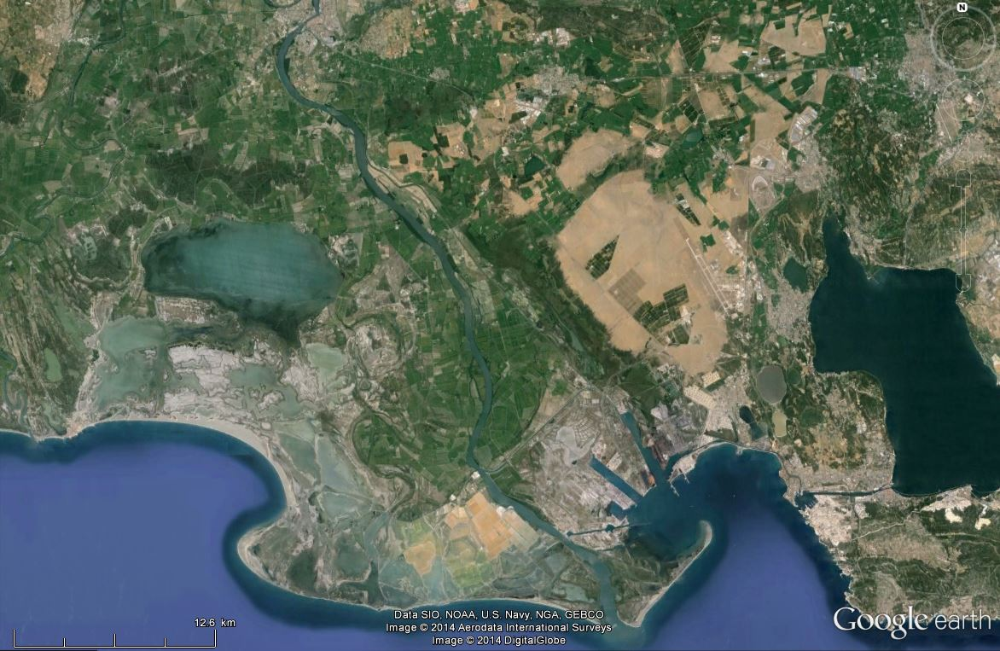 N
12.6 km
Data SIO, NOAA, U.S. Navy, NGA, GEBCO
Image © 2014 Aerodata International Surveys
Image © 2014 DigitalGlobe
Google earth